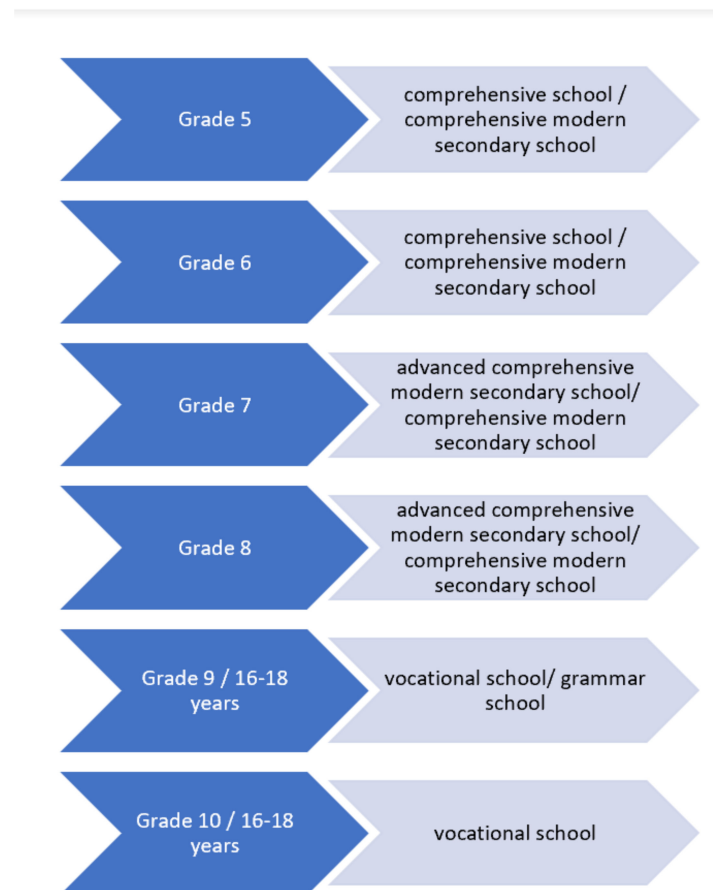 Grade 5
comprehensive school /
comprehensive modern
secondary school
Grade 6
comprehensive school /
comprehensive modern
secondary school
Grade 7
advanced comprehensive
modern secondary school/
comprehensive modern
secondary school
Grade 8
advanced comprehensive
modern secondary school/
comprehensive modern
secondary school
Grade 9 / 16-18
years
vocational school/ grammar
school
Grade 10 / 16-18
years
vocational school